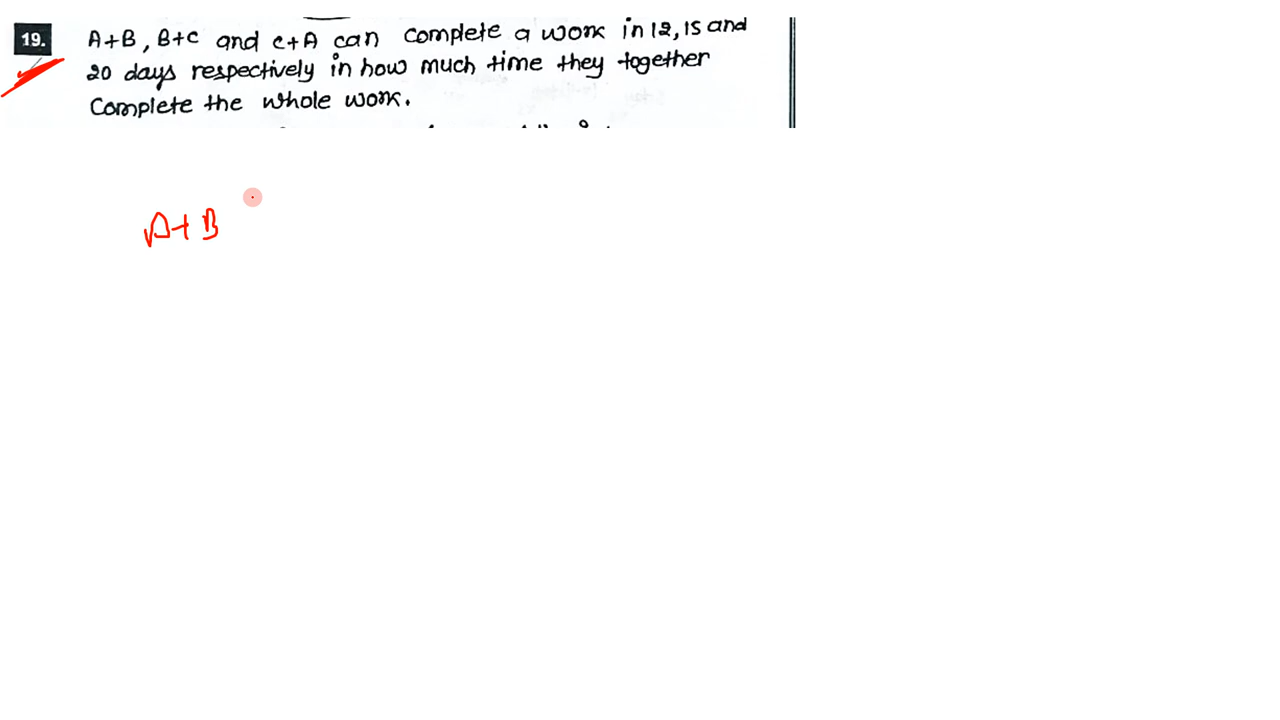 19. A+B, B+C and C+A can complete a work in 12, 15 and
20 days respectively in how much time they together
Complete the whole work.
A+B